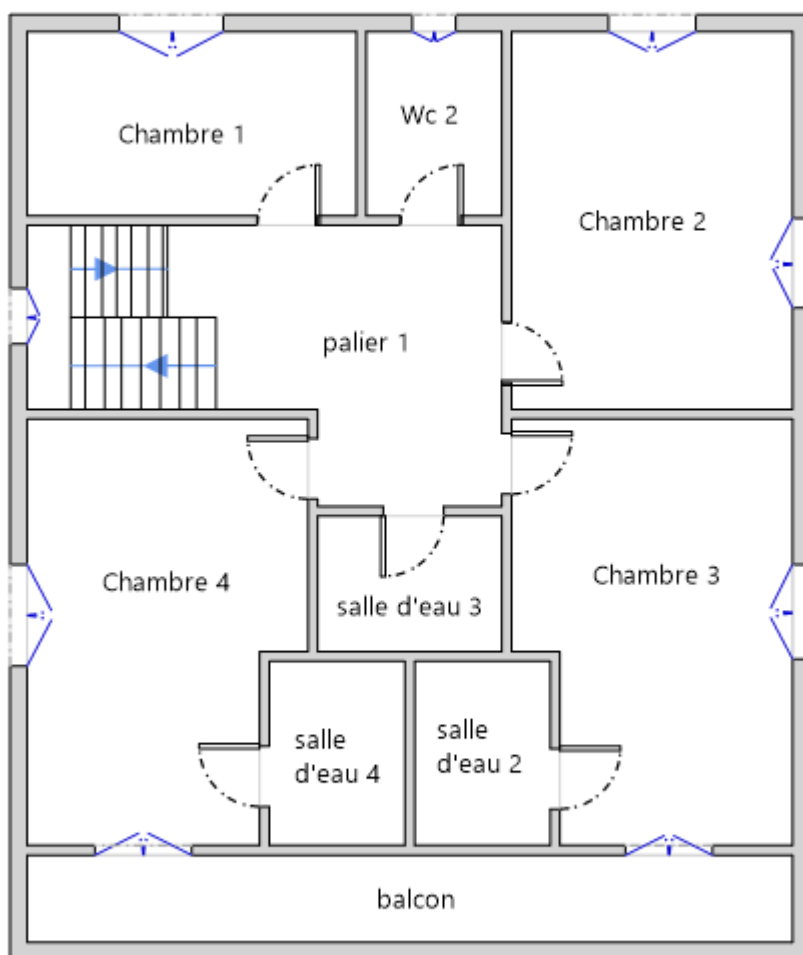 Chambre 1
Wc 2
Chambre 2
palier 1
Chambre 4
Chambre 3
salle d'eau 3
salle
d'eau 4
salle
d'eau 2
balcon